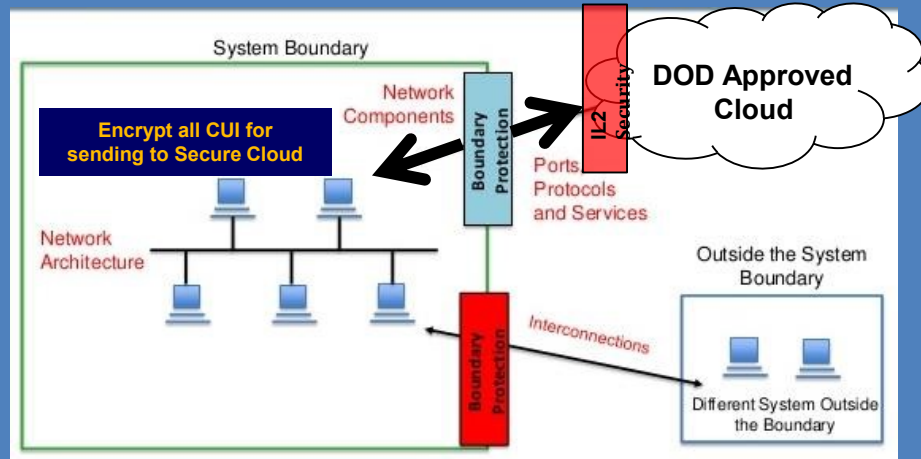 System Boundary
Network
Components
Encrypt all CUI for
sending to Secure Cloud
Boundary
Protection
IL2
Security
DOD Approved
Cloud
Ports,
Protocols
and Services
Network
Architecture
Outside the System
Boundary
Boundary
Protection
Interconnections
Different System Outside
the Boundary